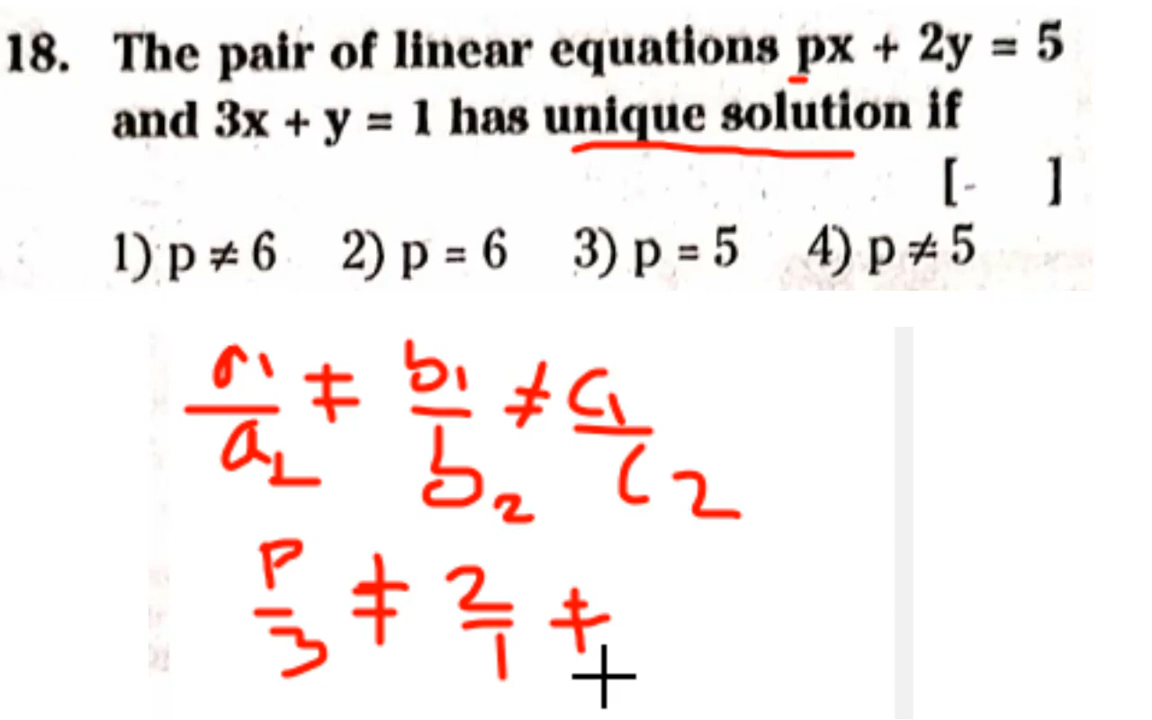 18. The pair of linear equations px + 2y = 5
and 3x + y = 1 has unique solution if
[- ]
1) p ≠ 6 2) p = 6 3) p = 5 4) p ≠ 5
a1/a2 ≠ b1/b2 ≠ c1/c2
P/3 ≠ 2/1 ≠